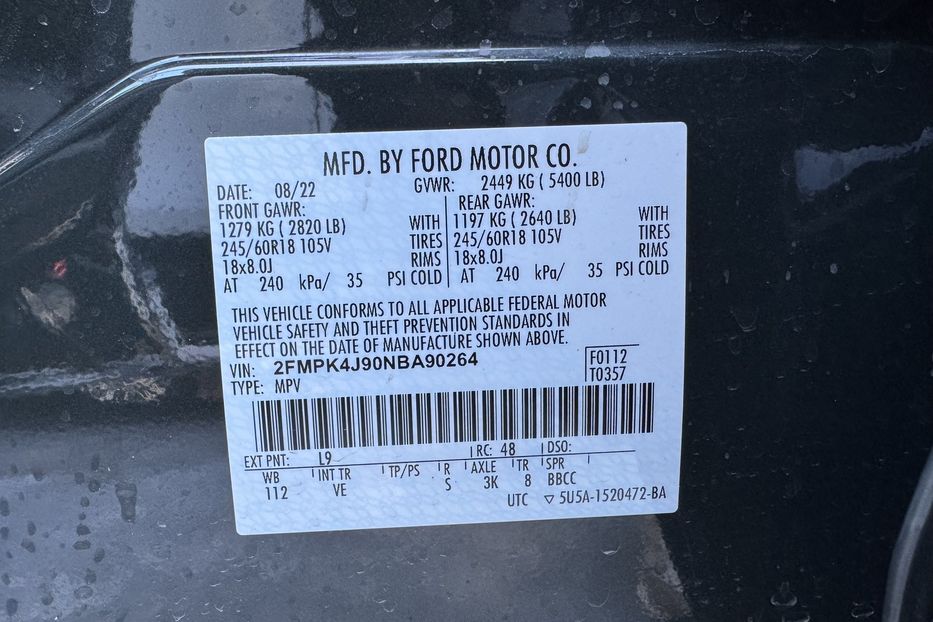 MFD. BY FORD MOTOR CO.
DATE: 08/22 GVWR: 2449 KG ( 5400 LB)
FRONT GAWR: REAR GAWR:
1279 KG ( 2820 LB) WITH 1197 KG ( 2640 LB) WITH
245/60R18 105V TIRES 245/60R18 105V TIRES
18x8.0J RIMS 18x8.0J RIMS
AT 240 kPa/ 35 PSI COLD AT 240 kPa/ 35 PSI COLD
THIS VEHICLE CONFORMS TO ALL APPLICABLE FEDERAL MOTOR
VEHICLE SAFETY AND THEFT PREVENTION STANDARDS IN
EFFECT ON THE DATE OF MANUFACTURE SHOWN ABOVE.
VIN: 2FMPK4J90NBA90264 F0112
TYPE: MPV T0357
EXT PNT: L9 RC: 48 DSO:
WB INT TR TP/PS R AXLE TR SPR
112 VE S 3K 8 BBCC
UTC ▽ 5U5A-1520472-BA